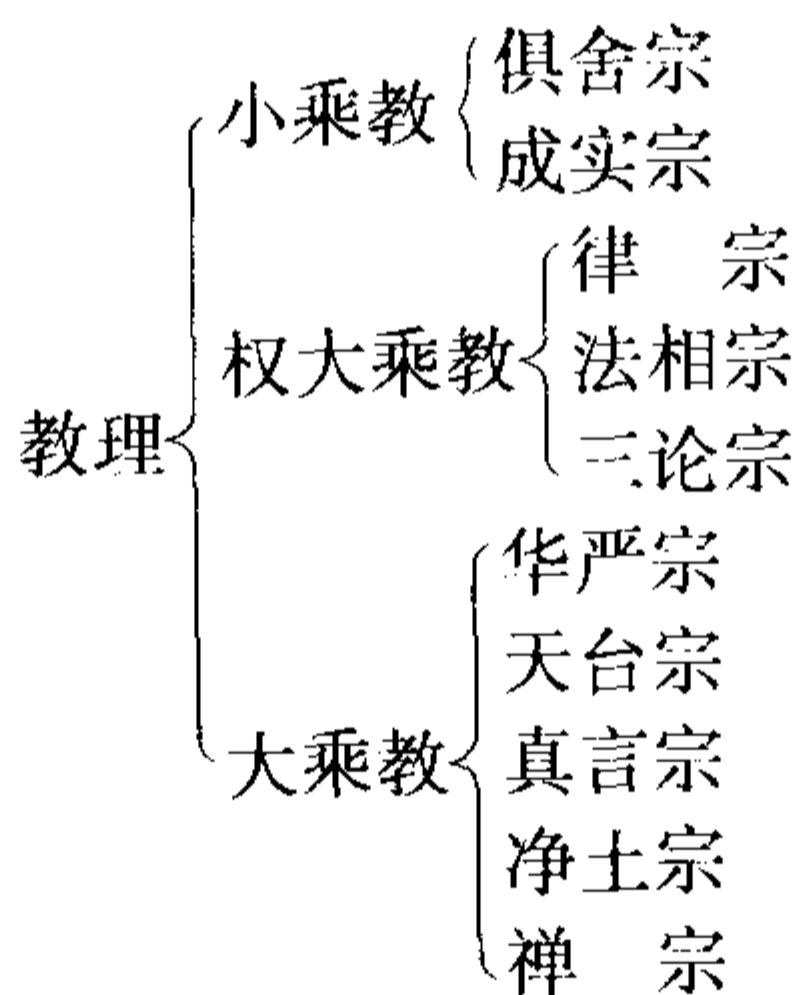 教理
小乘教
俱舍宗
成实宗
权大乘教
律　宗
法相宗
三论宗
大乘教
华严宗
天台宗
真言宗
净土宗
禅　宗